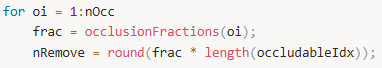 for oi = 1:nOcc
    frac = occlusionFractions(oi);
    nRemove = round(frac * length(occludableIdx));